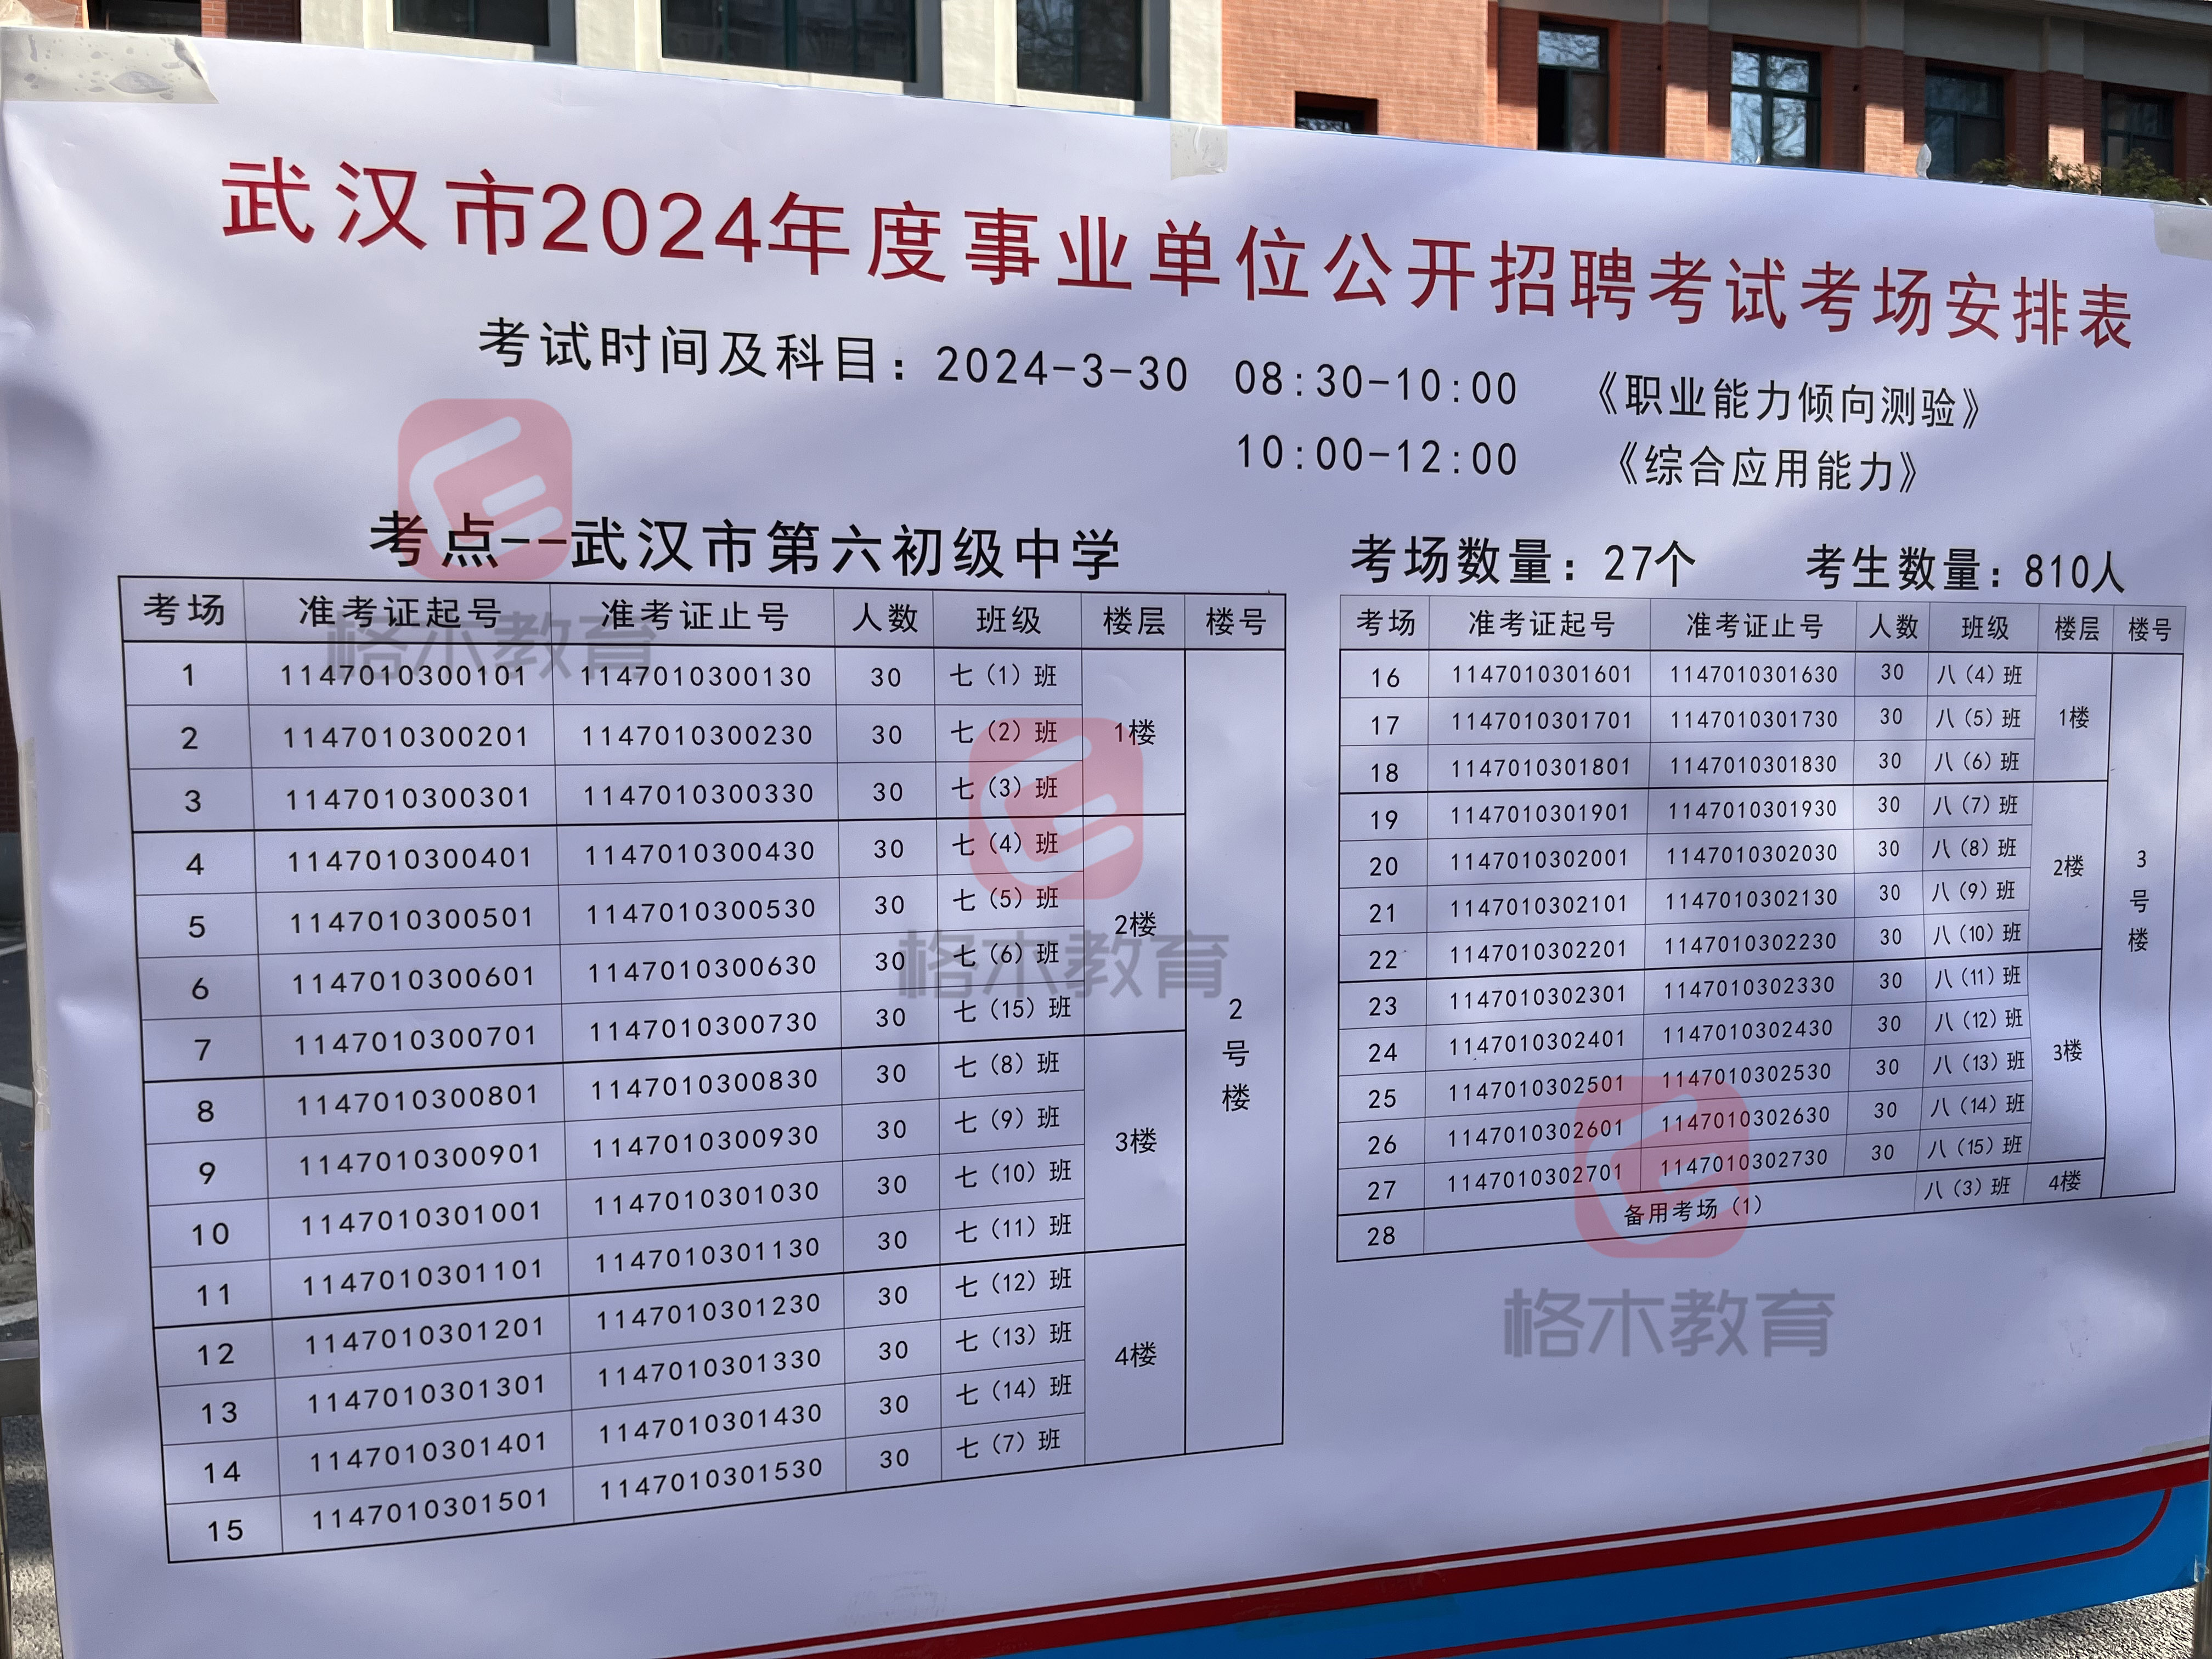 武汉市2024年度事业单位公开招聘考试考场安排表
考试时间及科目：2024-3-30 08:30-10:00 《职业能力倾向测验》
10:00-12:00 《综合应用能力》
考点--武汉市第六初级中学
考场数量：27个 考生数量：810人
考场 准考证起号 准考证止号 人数 班级 楼层 楼号
1 1147010300101 1147010300130 30 七（1）班
2 1147010300201 1147010300230 30 七（2）班 1楼
3 1147010300301 1147010300330 30 七（3）班
4 1147010300401 1147010300430 30 七（4）班
5 1147010300501 1147010300530 30 七（5）班 2楼
6 1147010300601 1147010300630 30 七（6）班
7 1147010300701 1147010300730 30 七（15）班
8 1147010300801 1147010300830 30 七（8）班
9 1147010300901 1147010300930 30 七（9）班 3楼
10 1147010301001 1147010301030 30 七（10）班
11 1147010301101 1147010301130 30 七（11）班
12 1147010301201 1147010301230 30 七（12）班
13 1147010301301 1147010301330 30 七（13）班 4楼
14 1147010301401 1147010301430 30 七（14）班
15 1147010301501 1147010301530 30 七（7）班
2号楼
考场 准考证起号 准考证止号 人数 班级 楼层 楼号
16 1147010301601 1147010301630 30 八（4）班
17 1147010301701 1147010301730 30 八（5）班 1楼
18 1147010301801 1147010301830 30 八（6）班
19 1147010301901 1147010301930 30 八（7）班
20 1147010302001 1147010302030 30 八（8）班 2楼
21 1147010302101 1147010302130 30 八（9）班
22 1147010302201 1147010302230 30 八（10）班
23 1147010302301 1147010302330 30 八（11）班
24 1147010302401 1147010302430 30 八（12）班
25 1147010302501 1147010302530 30 八（13）班 3楼
26 1147010302601 1147010302630 30 八（14）班
27 1147010302701 1147010302730 30 八（15）班
28 备用考场（1） 八（3）班 4楼
3号楼
格木教育
格木教育
格木教育